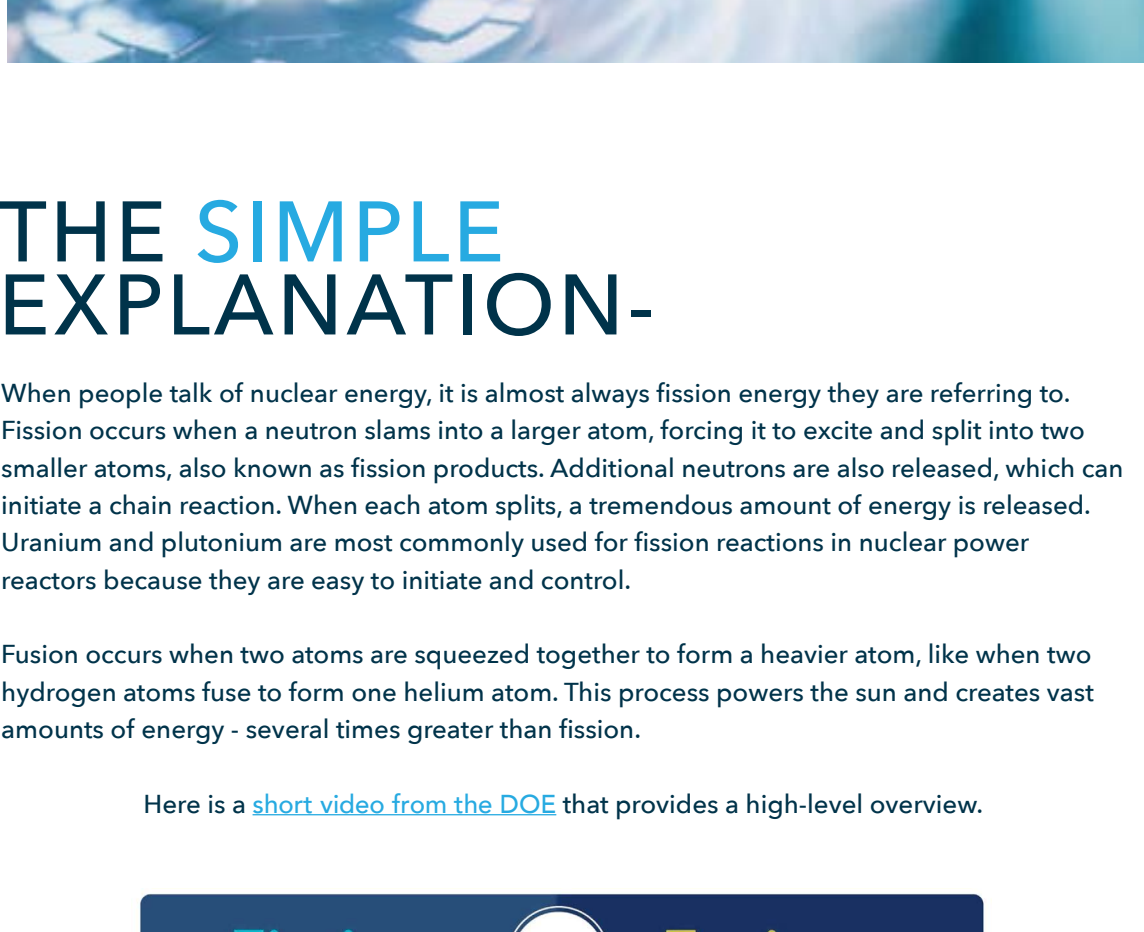 THE SIMPLE
EXPLANATION-
When people talk of nuclear energy, it is almost always fission energy they are referring to.
Fission occurs when a neutron slams into a larger atom, forcing it to excite and split into two
smaller atoms, also known as fission products. Additional neutrons are also released, which can
initiate a chain reaction. When each atom splits, a tremendous amount of energy is released.
Uranium and plutonium are most commonly used for fission reactions in nuclear power
reactors because they are easy to initiate and control.
Fusion occurs when two atoms are squeezed together to form a heavier atom, like when two
hydrogen atoms fuse to form one helium atom. This process powers the sun and creates vast
amounts of energy - several times greater than fission.
Here is a short video from the DOE that provides a high-level overview.